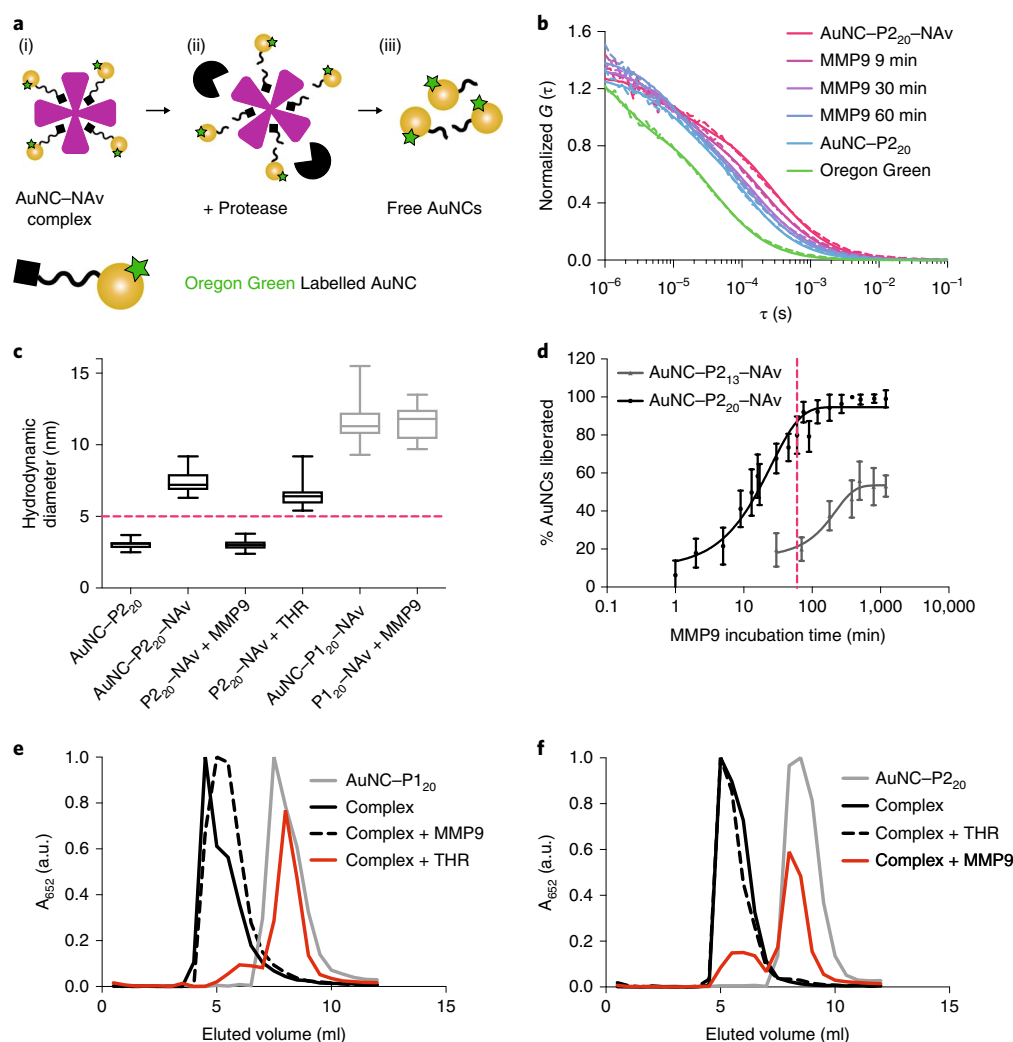 a
(i)
(ii)
(iii)
AuNC–NAv
complex
+ Protease
Free AuNCs
Oregon Green Labelled AuNC
b
Normalized G (τ)
1.6
1.2
0.8
0.4
0.0
10⁻⁶ 10⁻⁵ 10⁻⁴ 10⁻³ 10⁻² 10⁻¹
τ (s)
AuNC–P2₂₀–NAv
MMP9 9 min
MMP9 30 min
MMP9 60 min
AuNC–P2₂₀
Oregon Green
c
Hydrodynamic
diameter (nm)
15
10
5
0
AuNC–P2₂₀
AuNC–P2₂₀–NAv
P2₂₀–NAv + MMP9
P2₂₀–NAv + THR
AuNC–P1₂₀–NAv
P1₂₀–NAv + MMP9
d
% AuNCs liberated
120
100
80
60
40
20
0
0.1 1 10 100 1,000 10,000
MMP9 incubation time (min)
AuNC–P2₁₃–NAv
AuNC–P2₂₀–NAv
e
A₆₅₂ (a.u.)
1.0
0.8
0.6
0.4
0.2
0
0 5 10 15
Eluted volume (ml)
AuNC–P1₂₀
Complex
Complex + MMP9
Complex + THR
f
A₆₅₂ (a.u.)
1.0
0.8
0.6
0.4
0.2
0
0 5 10 15
Eluted volume (ml)
AuNC–P2₂₀
Complex
Complex + THR
Complex + MMP9